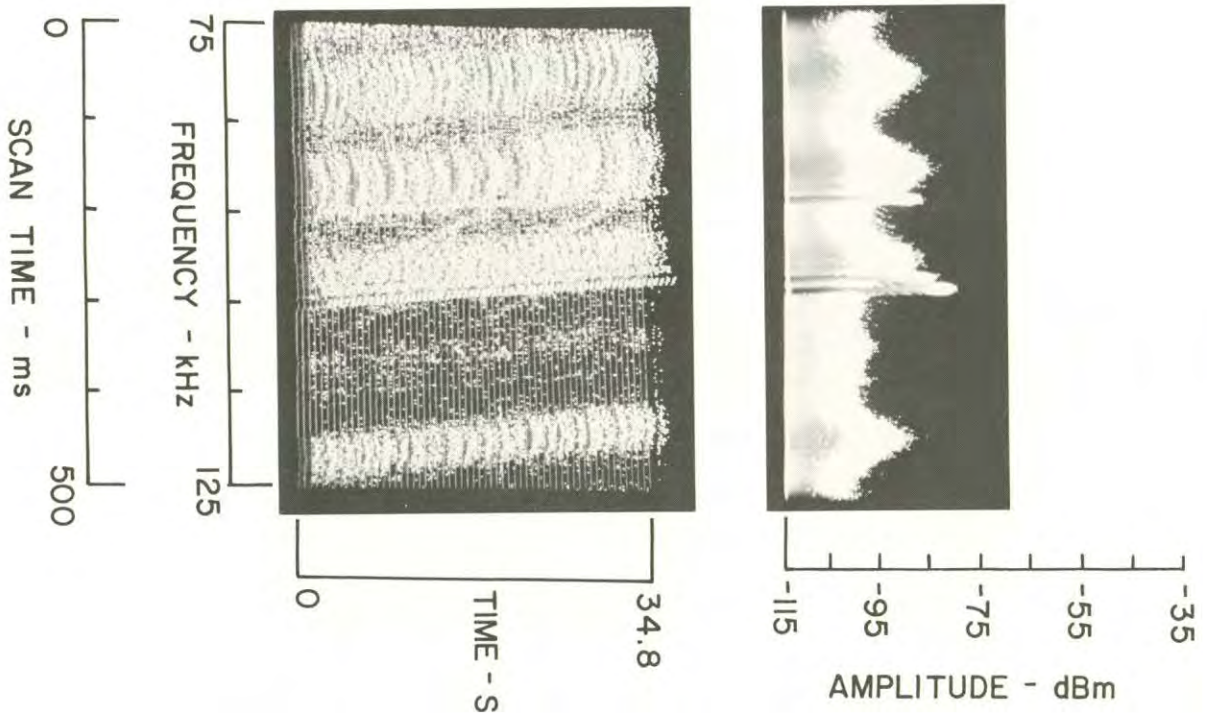 AMPLITUDE - dBm
-115
-95
-75
-55
-35
TIME - S
0
34.8
75
125
FREQUENCY - kHz
0
500
SCAN TIME - ms